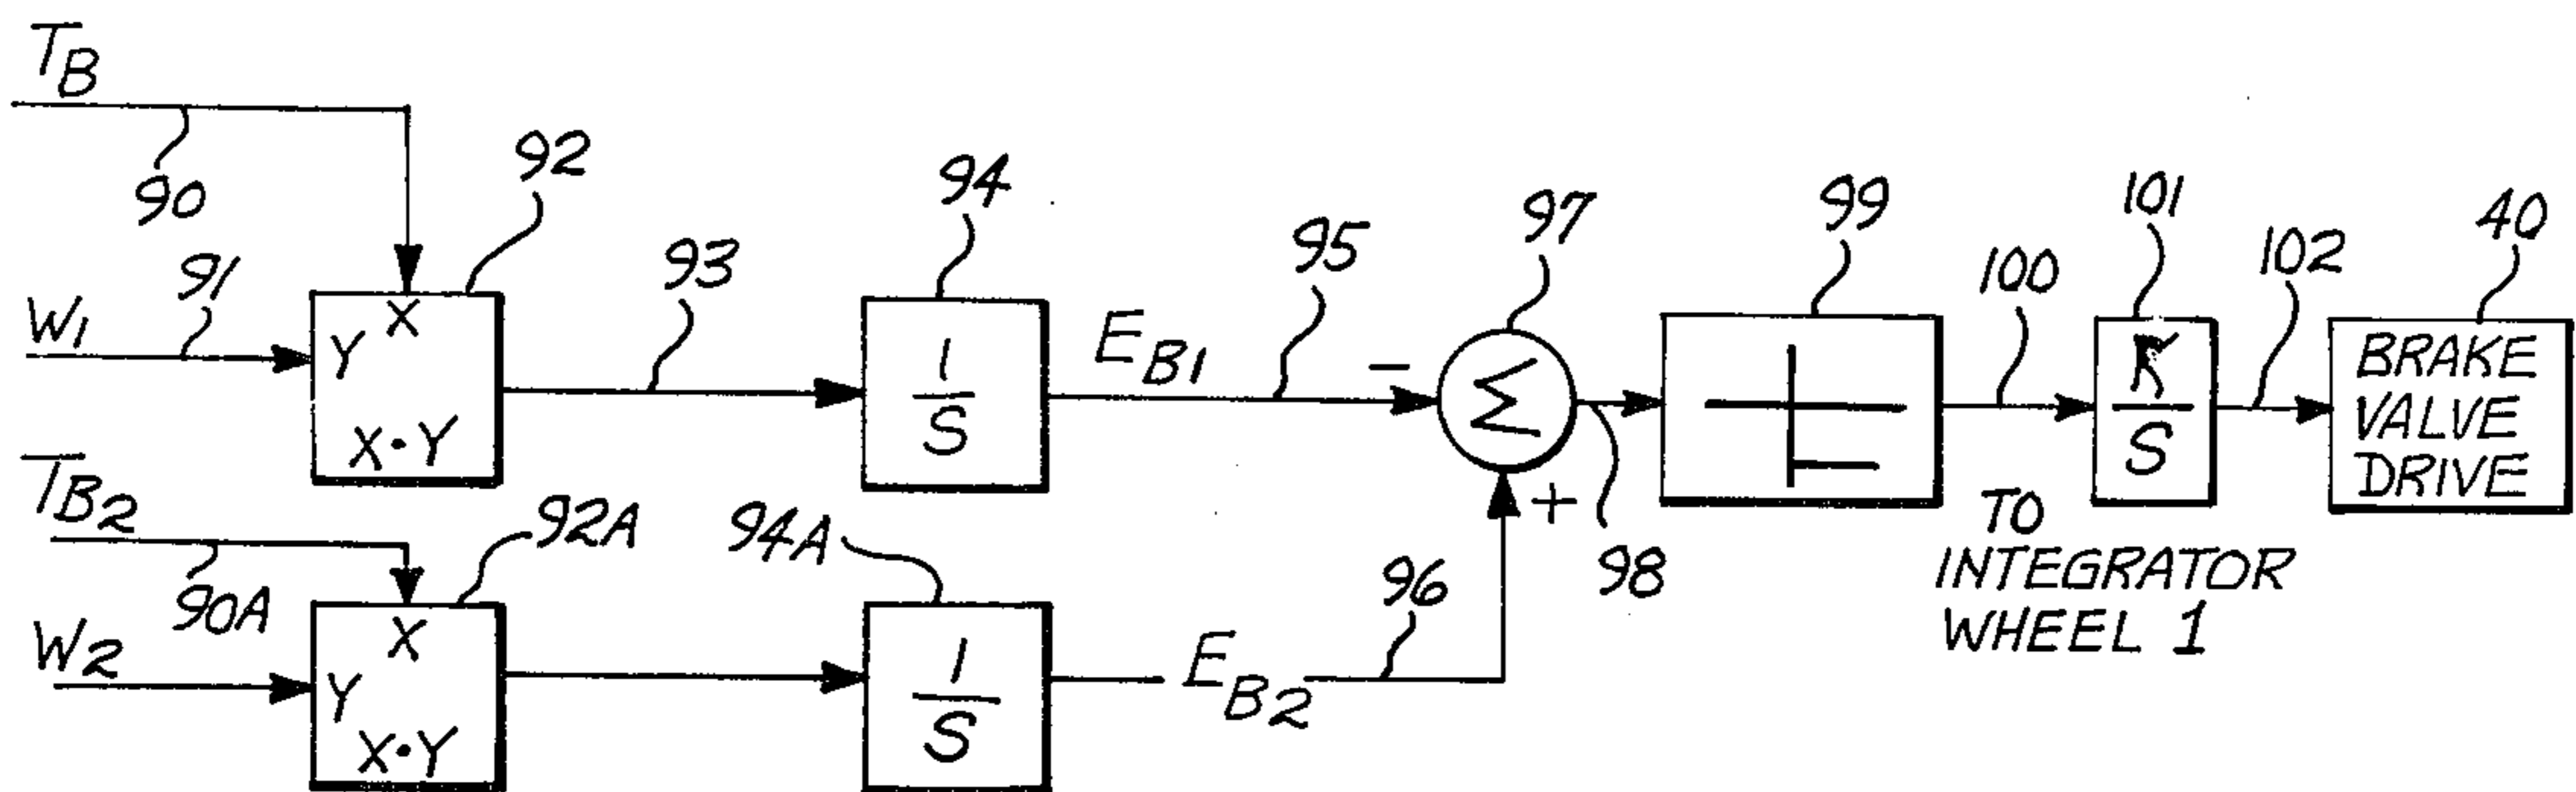 TB
90
W1
91
92
X
Y
X·Y
93
94
1
S
EB1
95
−
97
Σ
+
98
99
100
TO
INTEGRATOR
WHEEL 1
101
K
S
102
40
BRAKE
VALVE
DRIVE
TB2
90A
W2
92A
X
Y
X·Y
94A
1
S
EB2
96